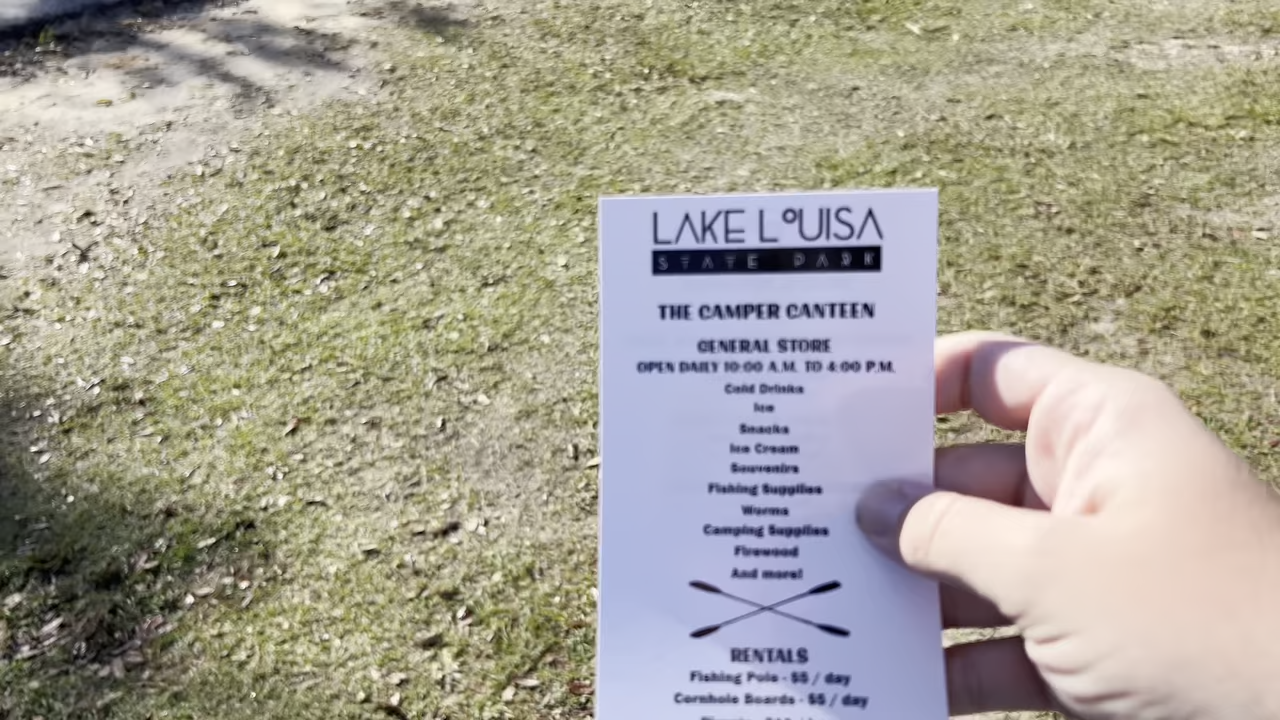 LAKE LOUISA
STATE PARK
THE CAMPER CANTEEN
GENERAL STORE
OPEN DAILY 10:00 A.M. TO 4:00 P.M.
Cold Drinks
Ice
Snacks
Ice Cream
Souvenirs
Fishing Supplies
Worms
Camping Supplies
Firewood
And more!
RENTALS
Fishing Pole - $5 / day
Cornhole Boards - $5 / day